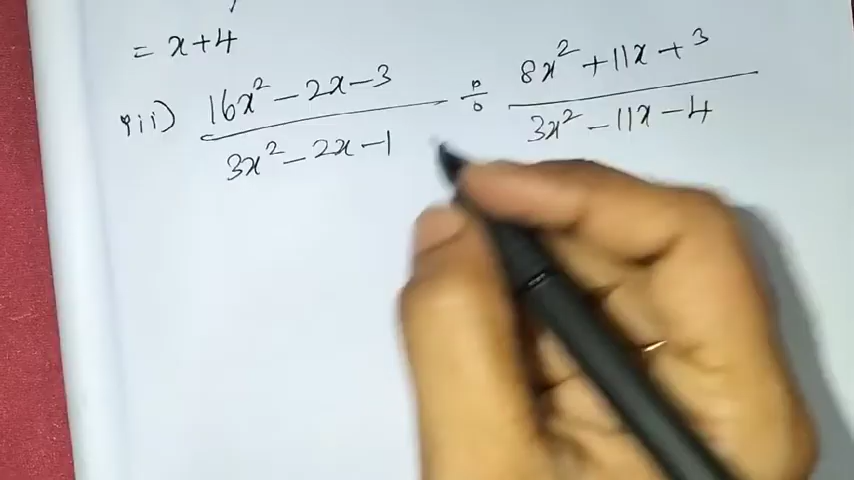 = x+4
iii) 16x² - 2x - 3 / 3x² - 2x - 1 ÷ 8x² + 11x + 3 / 3x² - 11x - 4